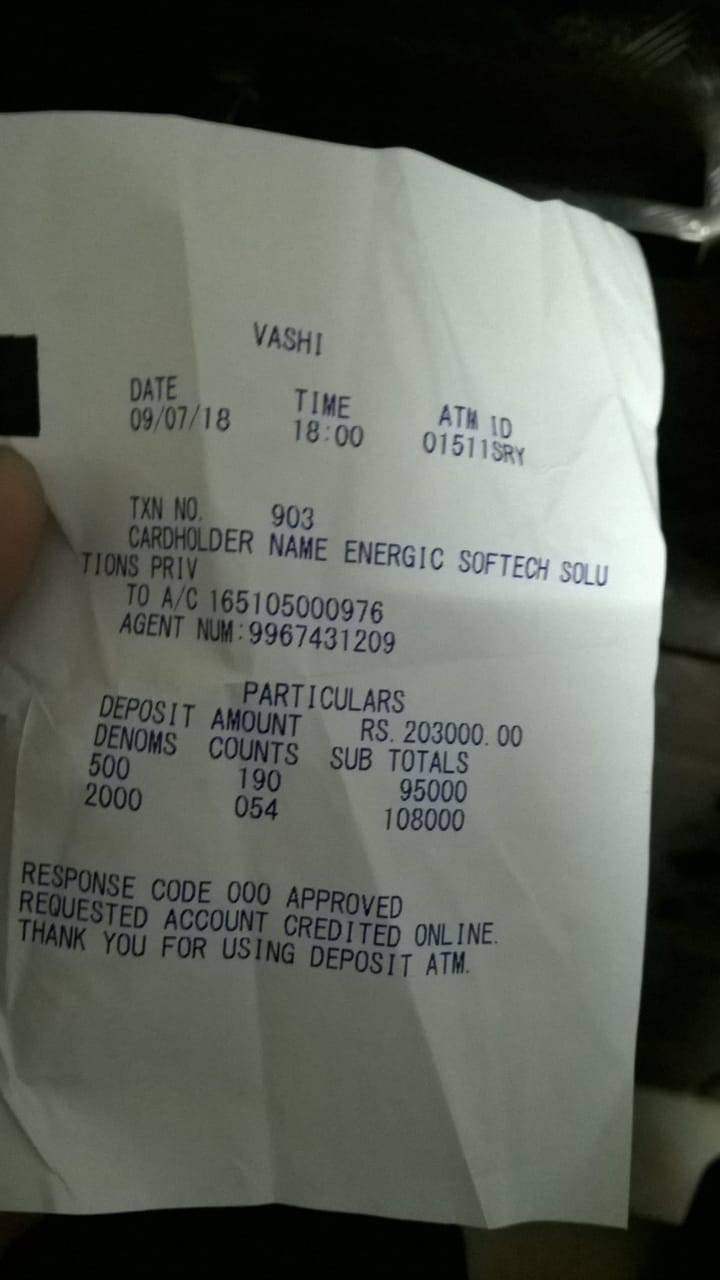 VASHI
DATE TIME ATM ID
09/07/18 18:00 01511SRY
TXN NO. 903
CARDHOLDER NAME ENERGIC SOFTECH SOLU
TIONS PRIV
TO A/C 165105000976
AGENT NUM:9967431209
PARTICULARS
DEPOSIT AMOUNT RS. 203000.00
DENOMS COUNTS SUB TOTALS
500 190 95000
2000 054 108000
RESPONSE CODE 000 APPROVED
REQUESTED ACCOUNT CREDITED ONLINE.
THANK YOU FOR USING DEPOSIT ATM.